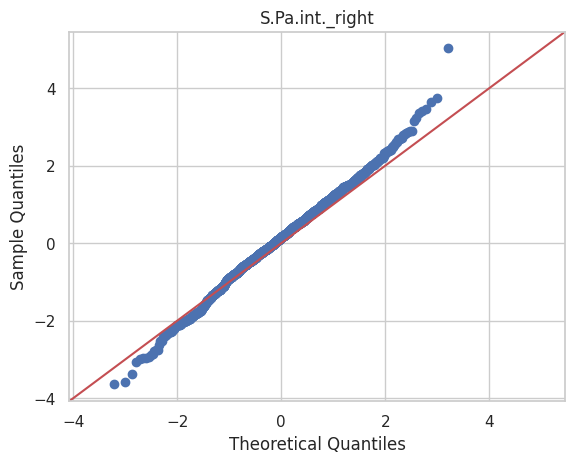 S.Pa.int._right
4
2
0
−2
−4
Sample Quantiles
−4 −2 0 2 4
Theoretical Quantiles